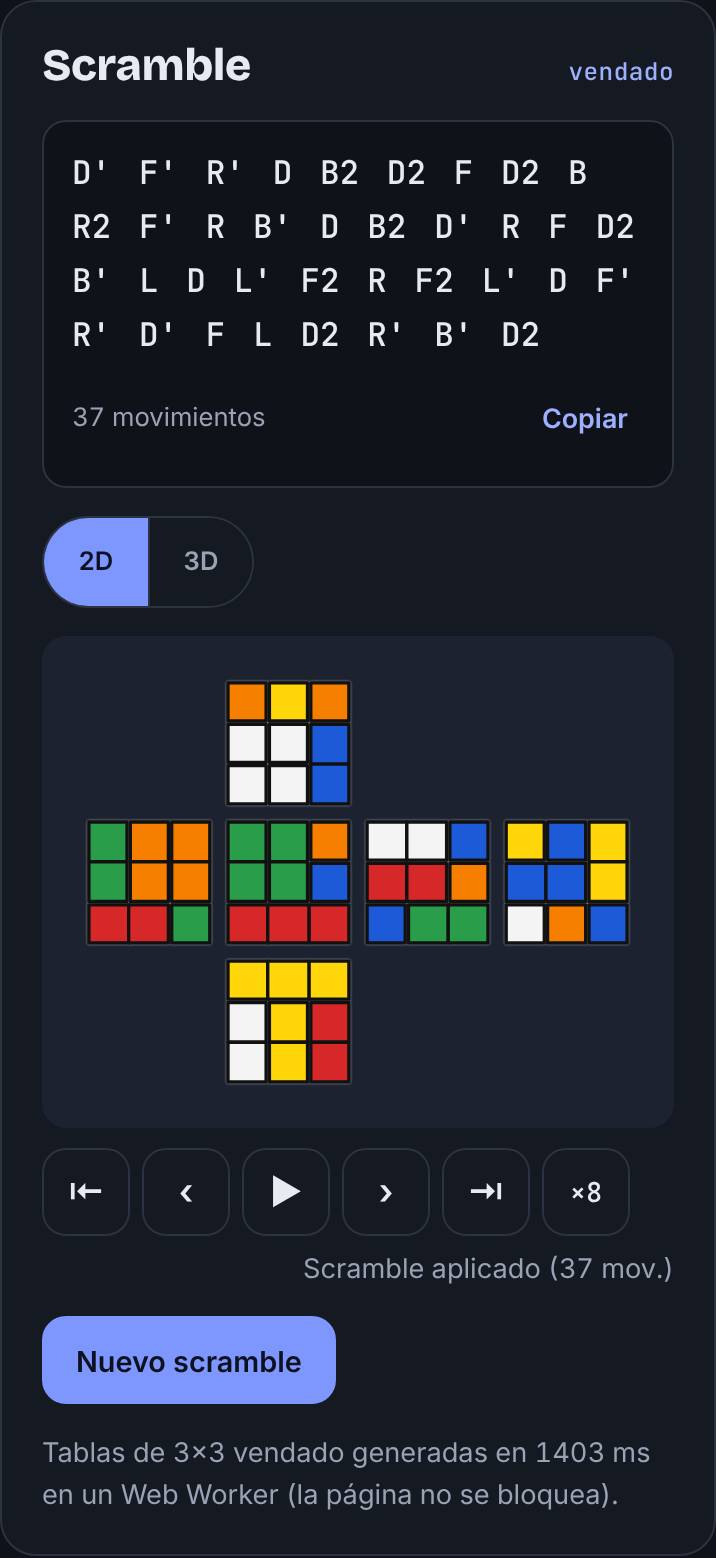 Scramble
vendado
D' F' R' D B2 D2 F D2 B
R2 F' R B' D B2 D' R F D2
B' L D L' F2 R F2 L' D F'
R' D' F L D2 R' B' D2
37 movimientos
Copiar
2D 3D
×8
Scramble aplicado (37 mov.)
Nuevo scramble
Tablas de 3×3 vendado generadas en 1403 ms
en un Web Worker (la página no se bloquea).